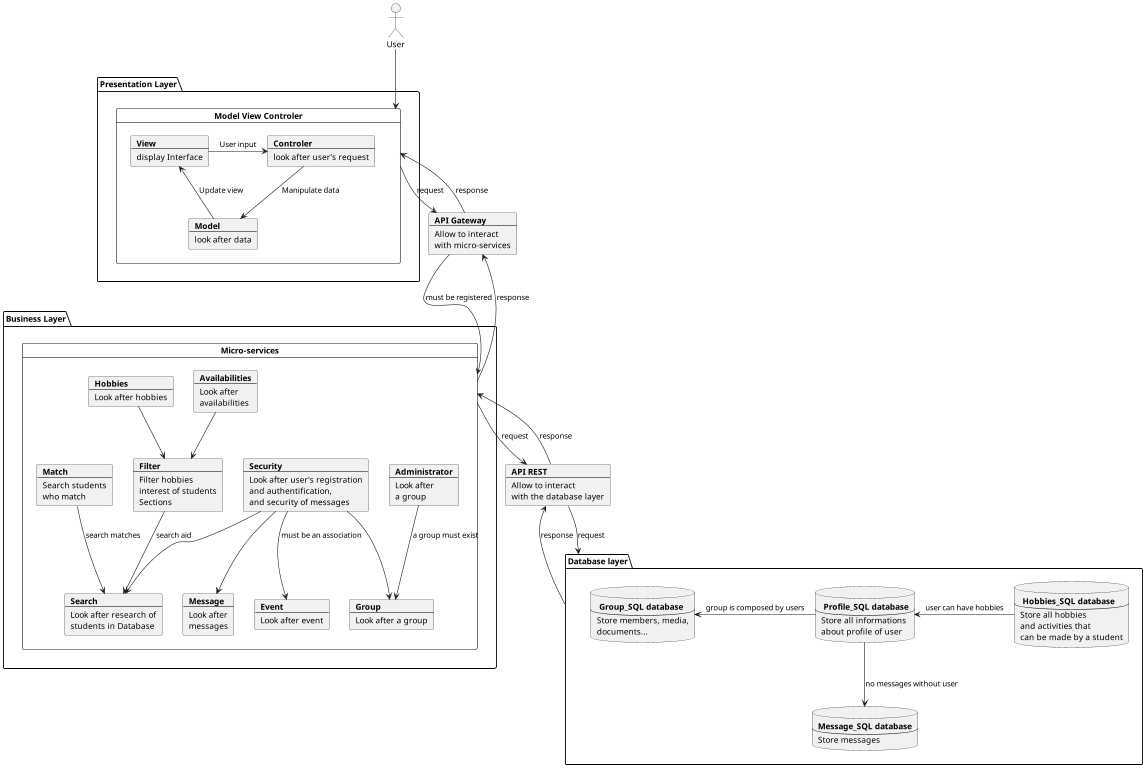 User
Presentation Layer
Model View Controler
View
display Interface
User input
Controler
look after user's request
Update view
Manipulate data
Model
look after data
request
response
API Gateway
Allow to interact
with micro-services
must be registered
response
Business Layer
Micro-services
Hobbies
Look after hobbies
Availabilities
Look after
availabilities
Match
Search students
who match
Filter
Filter hobbies
interest of students
Sections
Security
Look after user's registration
and authentification,
and security of messages
Administrator
Look after
a group
search matches
search aid
must be an association
a group must exist
Search
Look after research of
students in Database
Message
Look after
messages
Event
Look after event
Group
Look after a group
request
response
API REST
Allow to interact
with the database layer
response
request
Database layer
Group_SQL database
Store members, media,
documents...
group is composed by users
Profile_SQL database
Store all informations
about profile of user
user can have hobbies
Hobbies_SQL database
Store all hobbies
and activities that
can be made by a student
no messages without user
Message_SQL database
Store messages